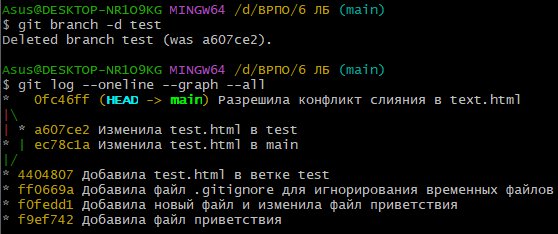 Asus@DESKTOP-NR1O9KG MINGW64 /d/ВРПО/6 ЛБ (main)
$ git branch -d test
Deleted branch test (was a607ce2).
Asus@DESKTOP-NR1O9KG MINGW64 /d/ВРПО/6 ЛБ (main)
$ git log --oneline --graph --all
*   0fc46ff (HEAD -> main) Разрешила конфликт слияния в text.html
|\
| * a607ce2 Изменила test.html в test
* | ec78c1a Изменила test.html в main
|/
* 4404807 Добавила test.html в ветке test
* ff0669a Добавила файл .gitignore для игнорирования временных файлов
* f0fedd1 Добавила новый файл и изменила файл приветствия
* f9ef742 Добавила файл приветствия